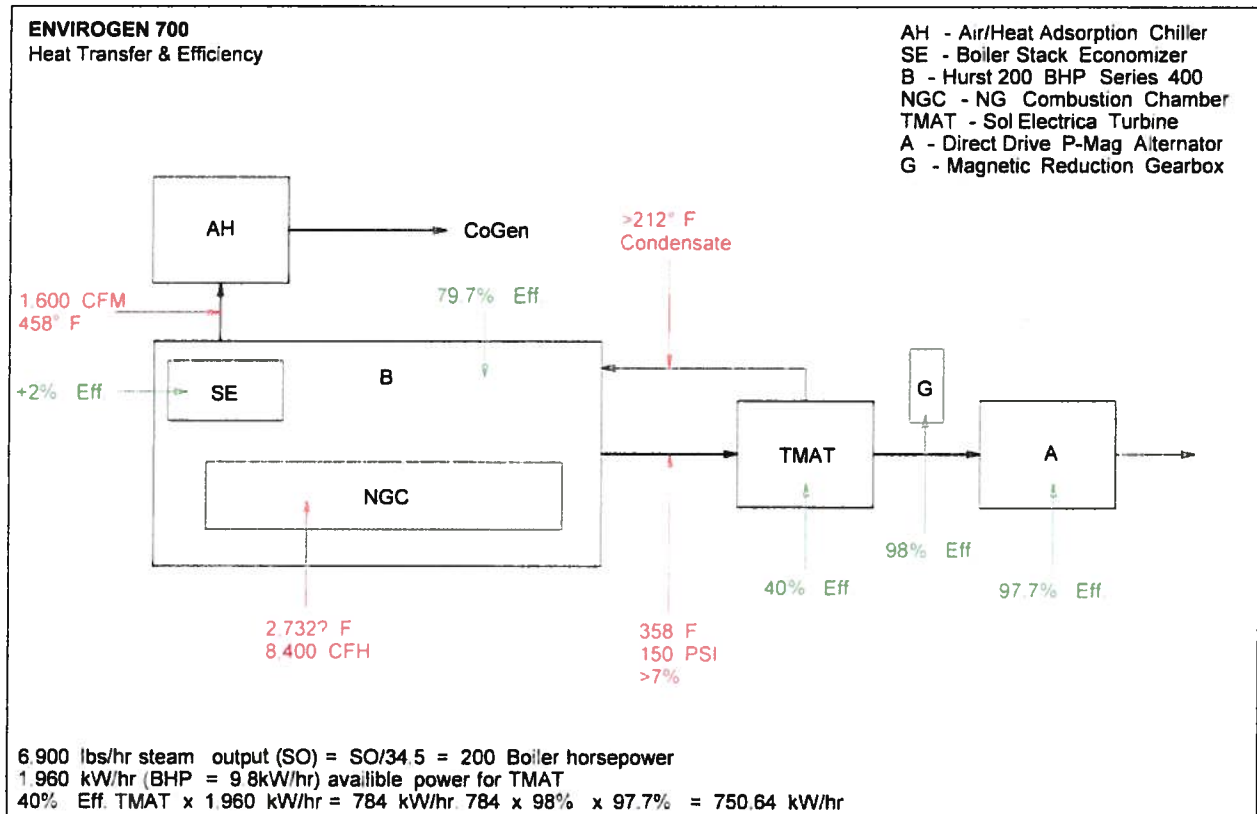 ENVIROGEN 700
Heat Transfer & Efficiency
AH - Air/Heat Adsorption Chiller
SE - Boiler Stack Economizer
B - Hurst 200 BHP Series 400
NGC - NG Combustion Chamber
TMAT - Sol Electrica Turbine
A - Direct Drive P-Mag Alternator
G - Magnetic Reduction Gearbox
AH
CoGen
>212° F
Condensate
1.600 CFM
458° F
79.7% Eff
+2% Eff.
SE
B
G
NGC
TMAT
A
98% Eff
40% Eff
97.7% Eff.
2.732? F
8.400 CFH
358 F
150 PSI
>7%
6.900 lbs/hr steam output (SO) = SO/34.5 = 200 Boiler horsepower
1.960 kW/hr (BHP = 9.8kW/hr) availible power for TMAT
40% Eff. TMAT x 1.960 kW/hr = 784 kW/hr. 784 x 98% x 97.7% = 750.64 kW/hr